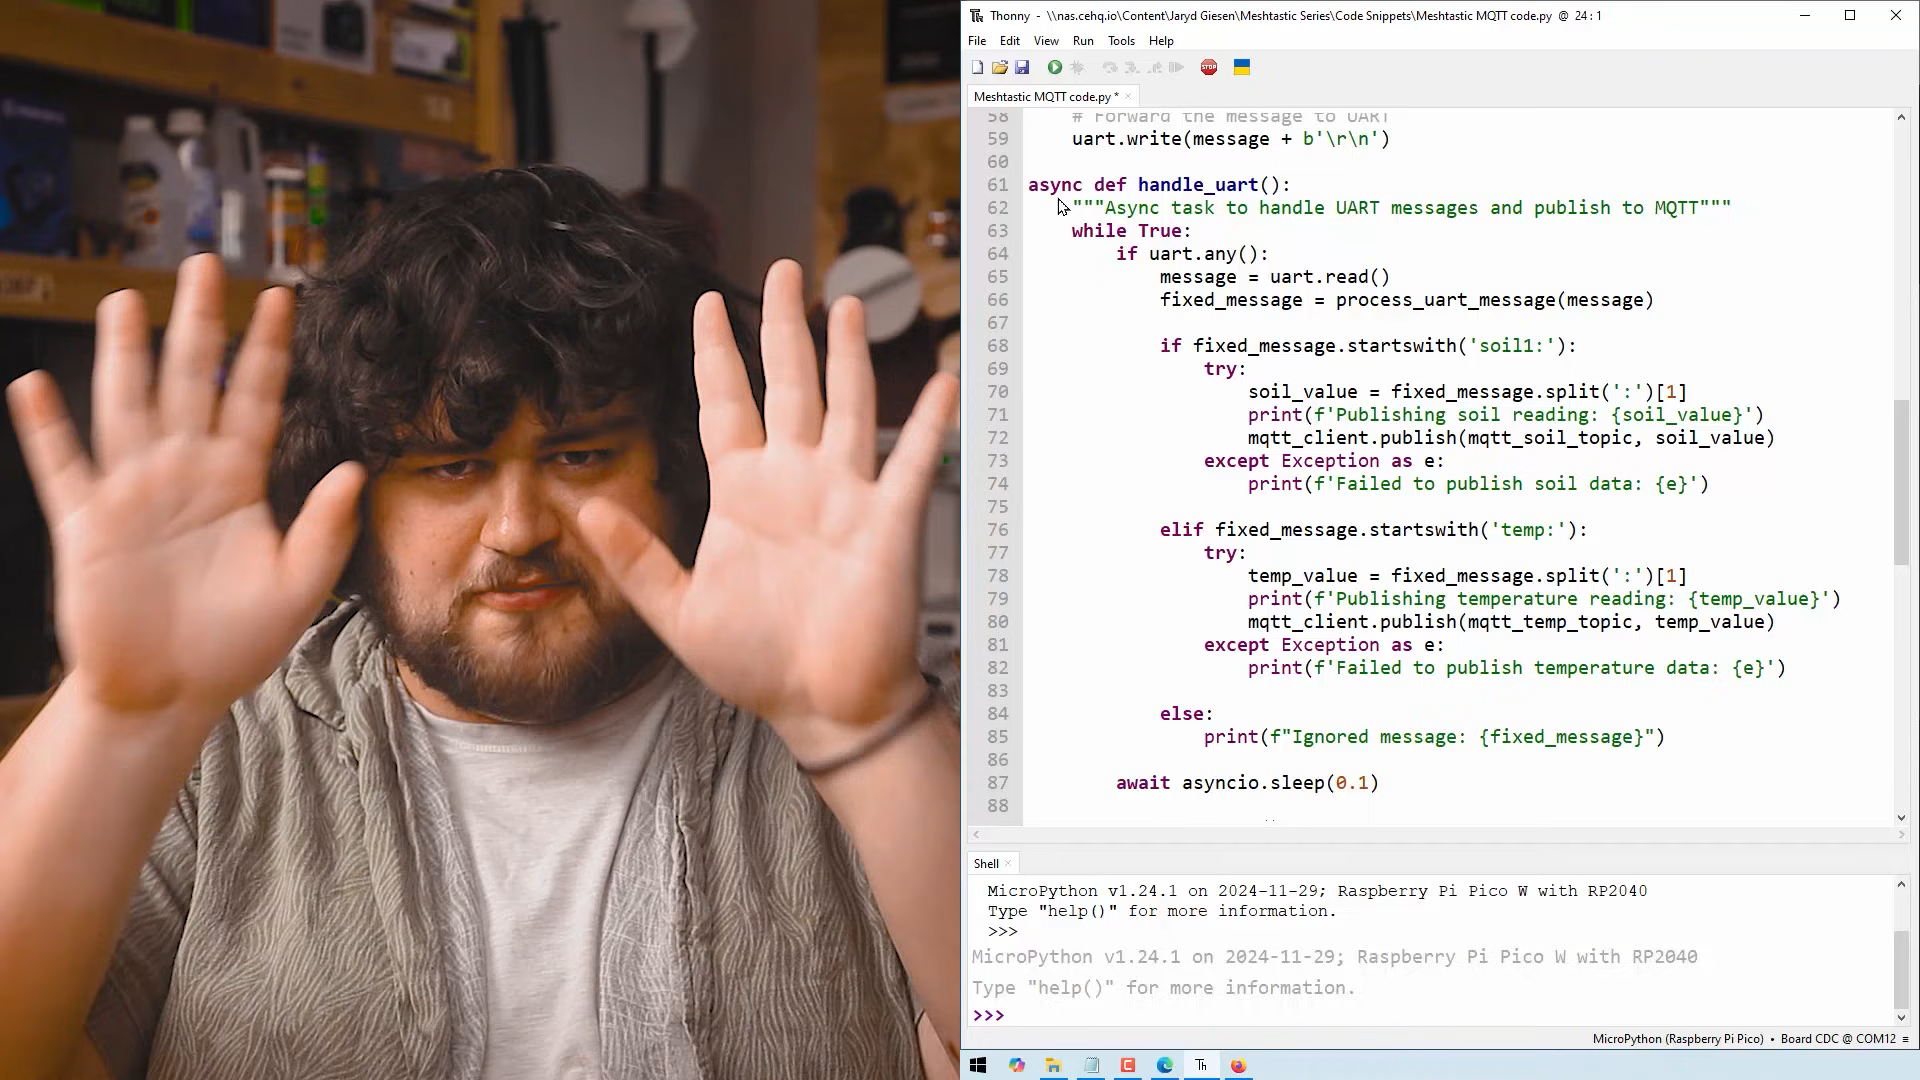 Thonny - \\nas.cehq.io\Content\Jaryd Giesen\Meshtastic Series\Code Snippets\Meshtastic MQTT code.py @ 24 : 1
File Edit View Run Tools Help
STOP
Meshtastic MQTT code.py * ×
58 # Forward the message to UART
59 uart.write(message + b'\r\n')
60
61 async def handle_uart():
62 """Async task to handle UART messages and publish to MQTT"""
63 while True:
64 if uart.any():
65 message = uart.read()
66 fixed_message = process_uart_message(message)
67
68 if fixed_message.startswith('soil1:'):
69 try:
70 soil_value = fixed_message.split(':')[1]
71 print(f'Publishing soil reading: {soil_value}')
72 mqtt_client.publish(mqtt_soil_topic, soil_value)
73 except Exception as e:
74 print(f'Failed to publish soil data: {e}')
75
76 elif fixed_message.startswith('temp:'):
77 try:
78 temp_value = fixed_message.split(':')[1]
79 print(f'Publishing temperature reading: {temp_value}')
80 mqtt_client.publish(mqtt_temp_topic, temp_value)
81 except Exception as e:
82 print(f'Failed to publish temperature data: {e}')
83
84 else:
85 print(f"Ignored message: {fixed_message}")
86
87 await asyncio.sleep(0.1)
88
Shell ×
MicroPython v1.24.1 on 2024-11-29; Raspberry Pi Pico W with RP2040
Type "help()" for more information.
>>>
MicroPython v1.24.1 on 2024-11-29; Raspberry Pi Pico W with RP2040
Type "help()" for more information.
>>>
MicroPython (Raspberry Pi Pico) • Board CDC @ COM12 ≡
Th